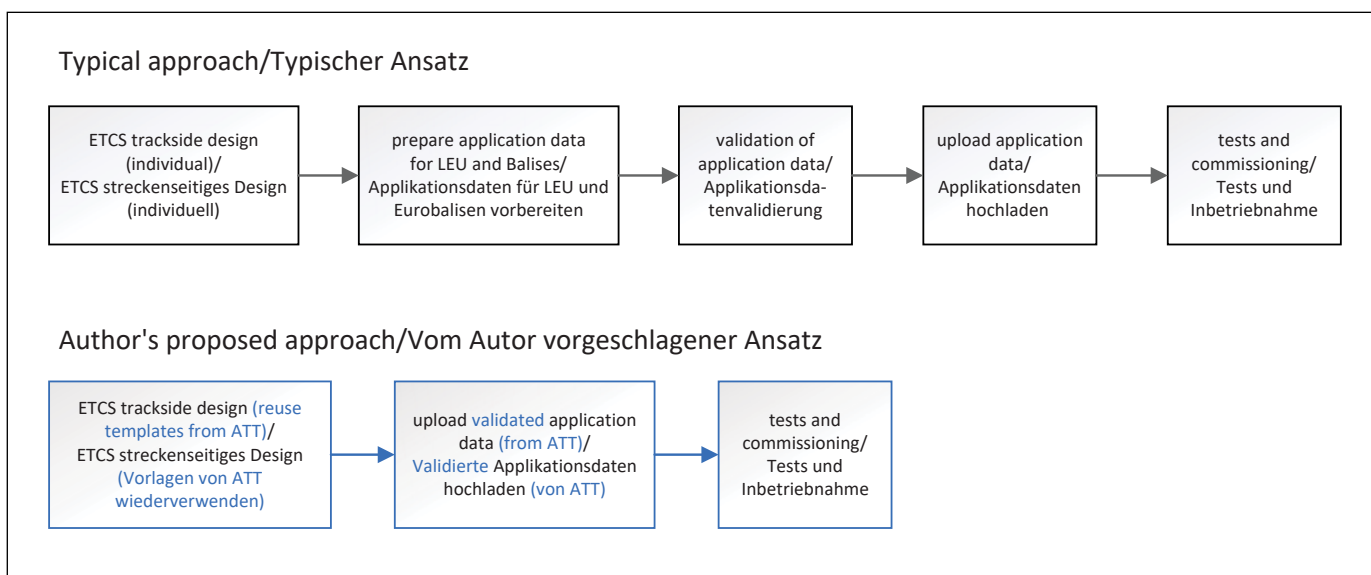 Typical approach/Typischer Ansatz
ETCS trackside design
(individual)/
ETCS streckenseitiges Design
(individuell)
prepare application data
for LEU and Balises/
Applikationsdaten für LEU und
Eurobalisen vorbereiten
validation of
application data/
Applikationsda-
tenvalidierung
upload application
data/
Applikationsdaten
hochladen
tests and
commissioning/
Tests und
Inbetriebnahme
Author's proposed approach/Vom Autor vorgeschlagener Ansatz
ETCS trackside design (reuse
templates from ATT)/
ETCS streckenseitiges Design
(Vorlagen von ATT
wiederverwenden)
upload validated application
data (from ATT)/
Validierte Applikationsdaten
hochladen (von ATT)
tests and
commissioning/
Tests und
Inbetriebnahme